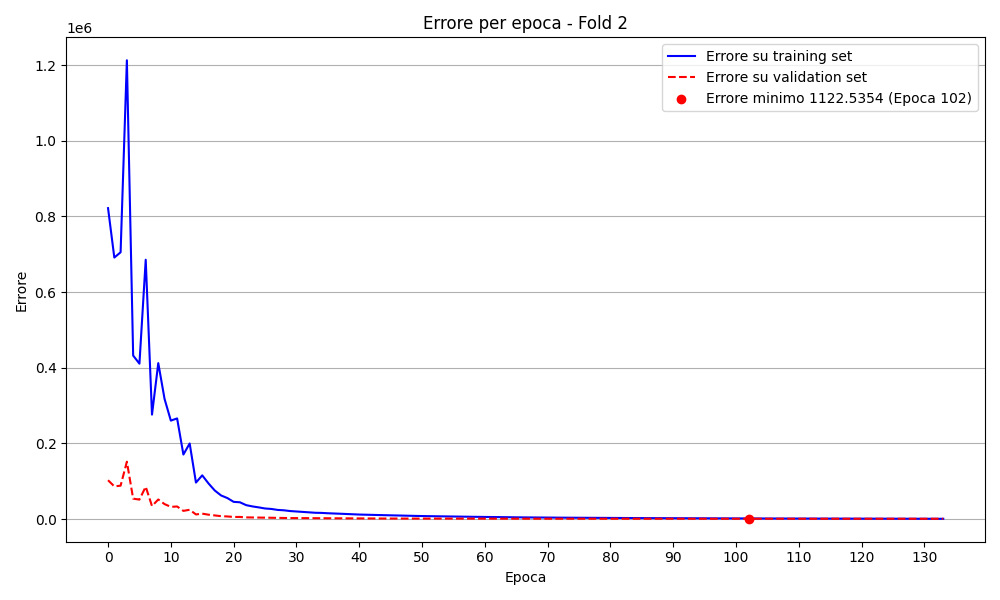 Errore per epoca - Fold 2
1e6
Errore su training set
Errore su validation set
Errore minimo 1122.5354 (Epoca 102)
1.2
1.0
0.8
0.6
0.4
0.2
0.0
Errore
0 10 20 30 40 50 60 70 80 90 100 110 120 130
Epoca